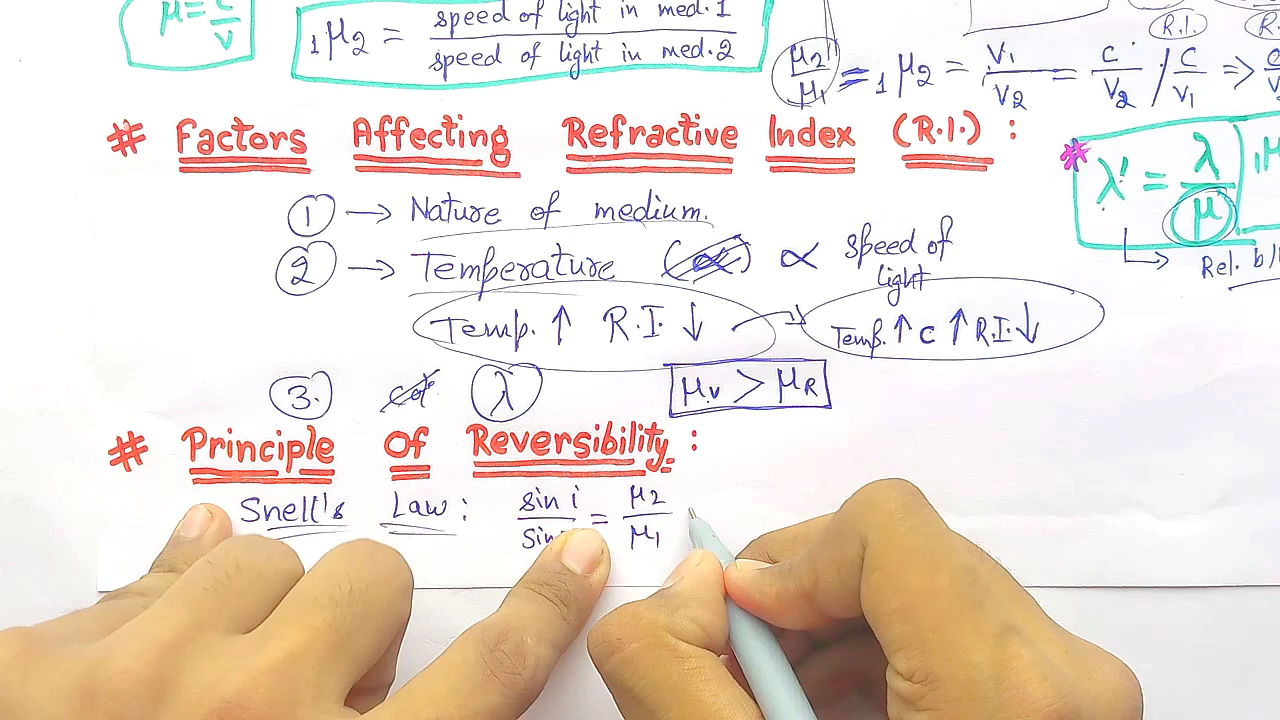 μ = c/v
₁μ₂ = speed of light in med. 1 / speed of light in med. 2
R.I.
μ₂/μ₁ = ₁μ₂ = V₁/V₂ = C/V₂ / C/V₁ ⇒
# Factors Affecting Refractive Index (R.I.) :
* λ' = λ/μ
Rel. b/
① → Nature of medium.
② → Temperature (∝) ∝ speed of light
Temp. ↑ R.I. ↓ → Temp. ↑ C ↑ R.I. ↓
3. λ μv > μR
# Principle Of Reversibility :
Snell's Law : sin i / sin = μ₂/μ₁